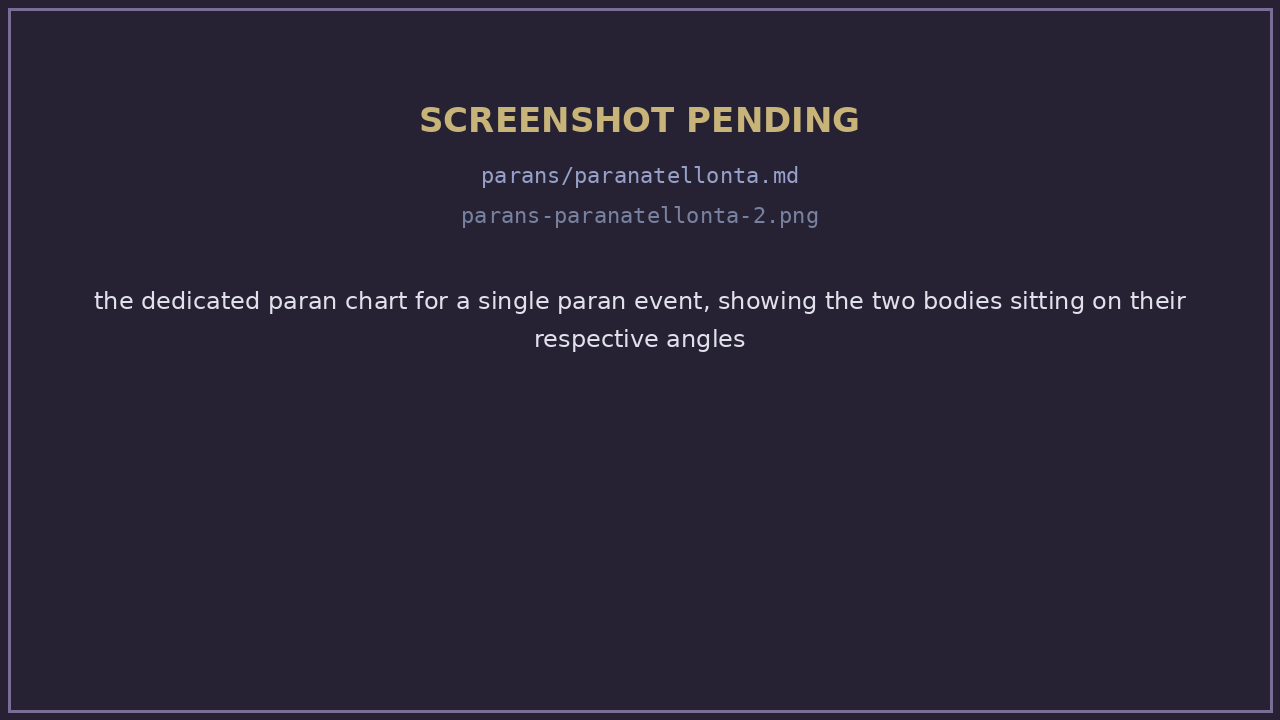 SCREENSHOT PENDING
parans/paranatellonta.md
parans-paranatellonta-2.png
the dedicated paran chart for a single paran event, showing the two bodies sitting on their
respective angles